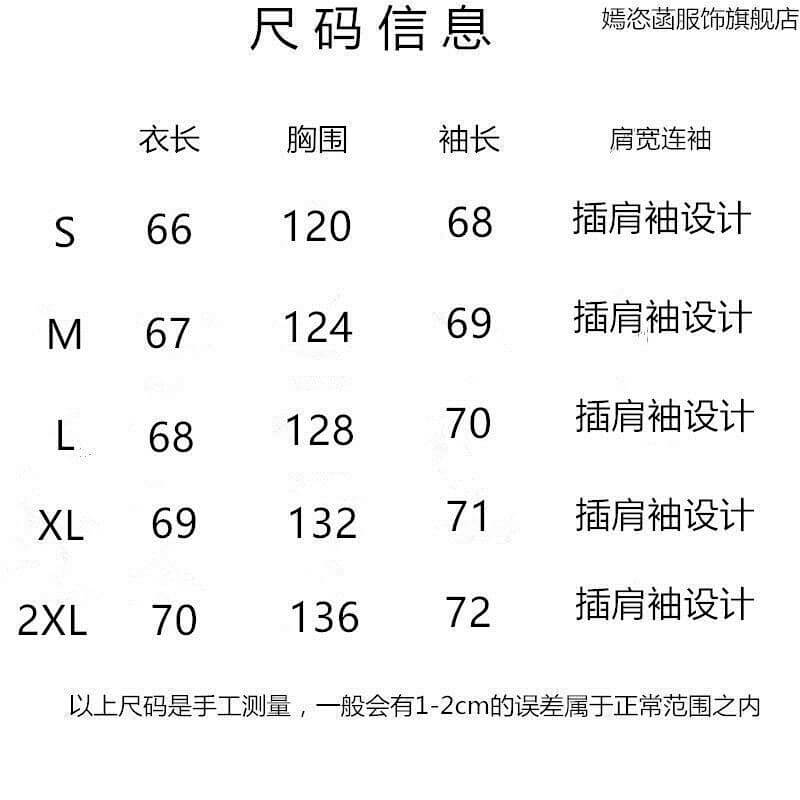 尺码信息
嫣恣菡服饰旗舰店
衣长 胸围 袖长 肩宽连袖
S 66 120 68 插肩袖设计
M 67 124 69 插肩袖设计
L 68 128 70 插肩袖设计
XL 69 132 71 插肩袖设计
2XL 70 136 72 插肩袖设计
以上尺码是手工测量，一般会有1-2cm的误差属于正常范围之内